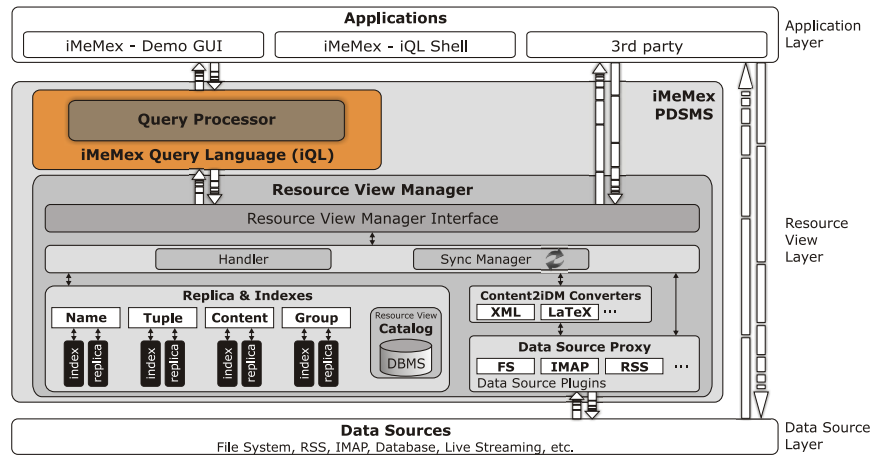 Applications
iMeMex - Demo GUI
iMeMex - iQL Shell
3rd party
Application
Layer
iMeMex
PDSMS
Query Processor
iMeMex Query Language (iQL)
Resource View Manager
Resource View Manager Interface
Resource
View
Layer
Handler
Sync Manager
Replica & Indexes
Name
Tuple
Content
Group
index
replica
index
replica
index
replica
index
replica
Resource View
Catalog
DBMS
Content2iDM Converters
XML
LaTeX
...
Data Source Proxy
FS
IMAP
RSS
...
Data Source Plugins
Data Sources
File System, RSS, IMAP, Database, Live Streaming, etc.
Data Source
Layer